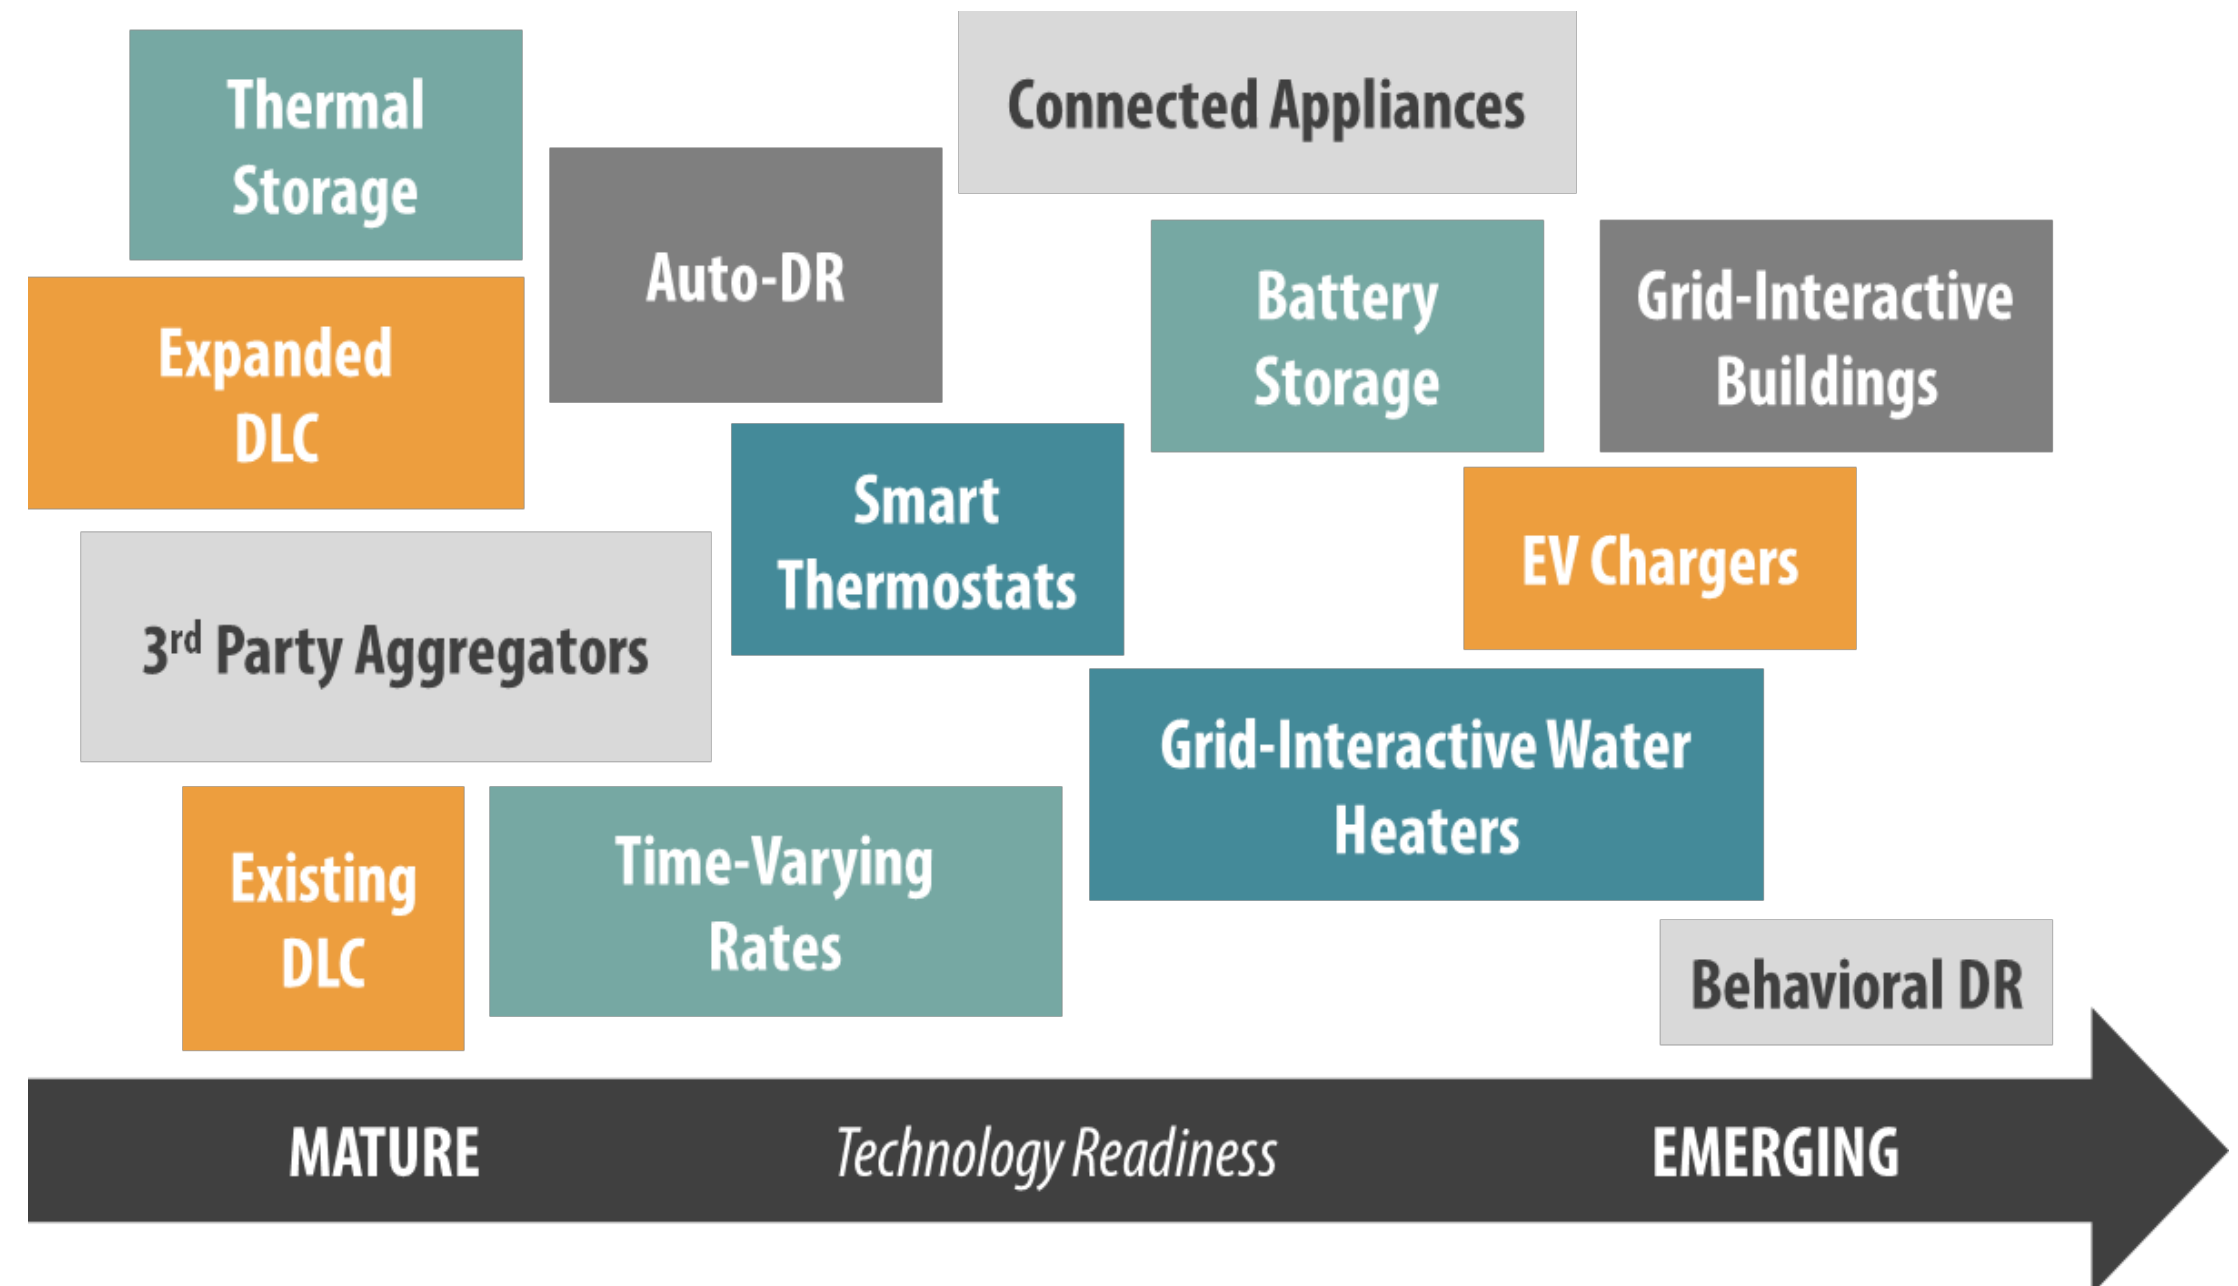 Thermal
Storage
Connected Appliances
Auto-DR
Battery
Storage
Grid-Interactive
Buildings
Expanded
DLC
Smart
Thermostats
EV Chargers
3rd Party Aggregators
Grid-Interactive Water
Heaters
Existing
DLC
Time-Varying
Rates
Behavioral DR
MATURE
Technology Readiness
EMERGING